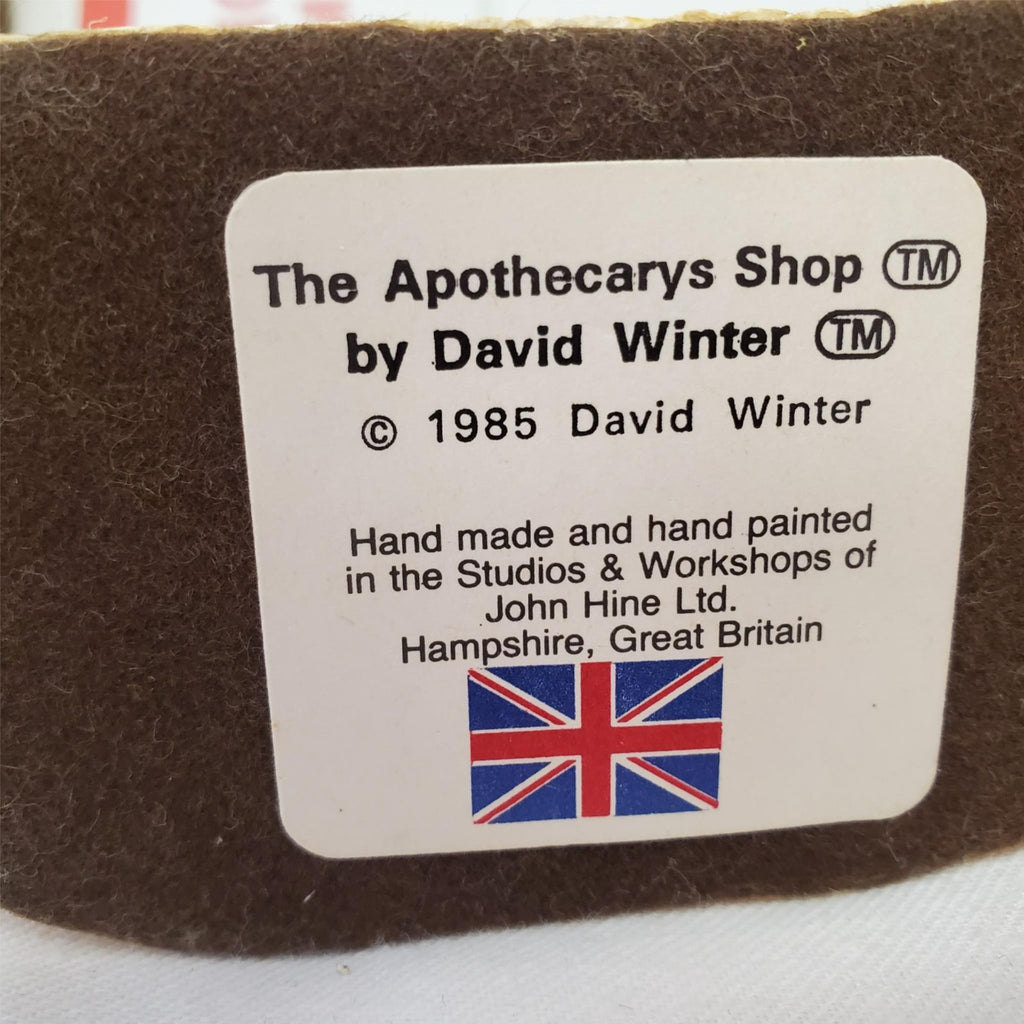 The Apothecarys Shop TM
by David Winter TM
© 1985 David Winter
Hand made and hand painted
in the Studios & Workshops of
John Hine Ltd.
Hampshire, Great Britain